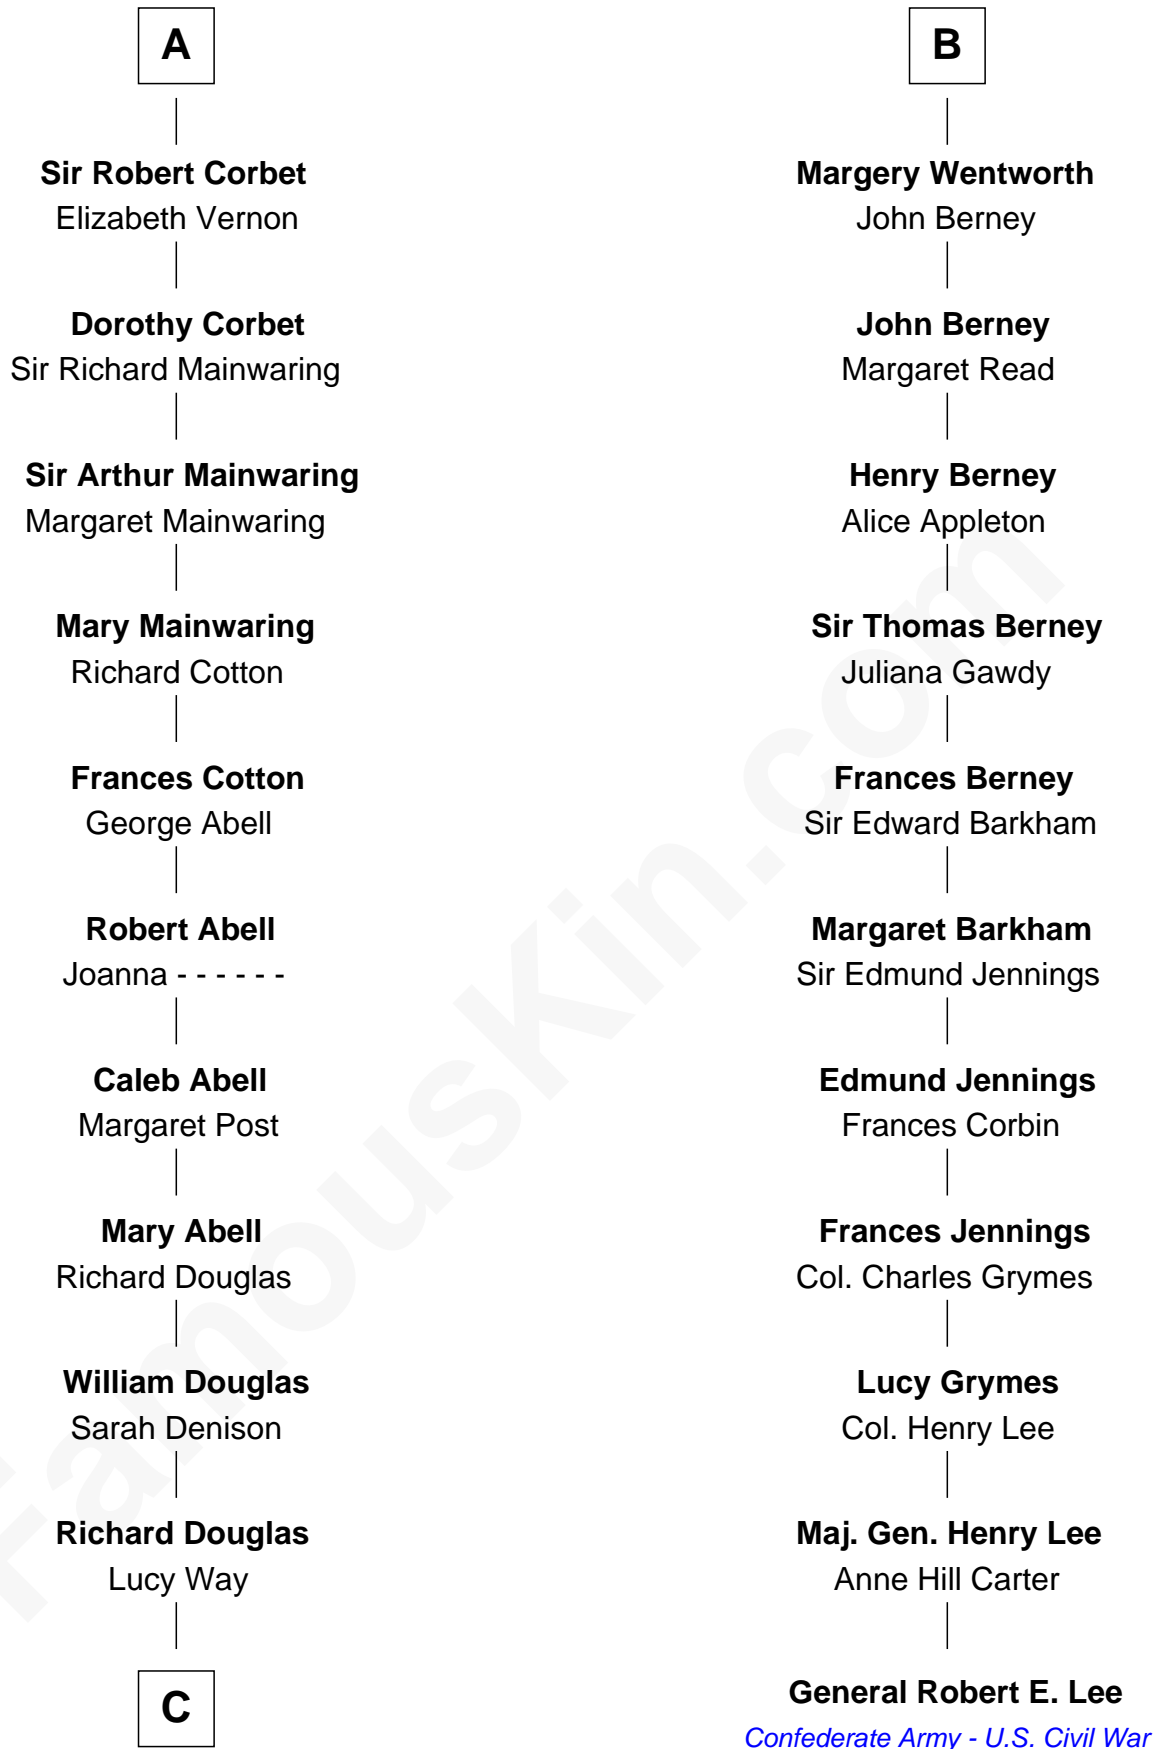 A
Sir Robert Corbet
Elizabeth Vernon
Dorothy Corbet
Sir Richard Mainwaring
Sir Arthur Mainwaring
Margaret Mainwaring
Mary Mainwaring
Richard Cotton
Frances Cotton
George Abell
Robert Abell
Joanna - - - - - -
Caleb Abell
Margaret Post
Mary Abell
Richard Douglas
William Douglas
Sarah Denison
Richard Douglas
Lucy Way
C
B
Margery Wentworth
John Berney
John Berney
Margaret Read
Henry Berney
Alice Appleton
Sir Thomas Berney
Juliana Gawdy
Frances Berney
Sir Edward Barkham
Margaret Barkham
Sir Edmund Jennings
Edmund Jennings
Frances Corbin
Frances Jennings
Col. Charles Grymes
Lucy Grymes
Col. Henry Lee
Maj. Gen. Henry Lee
Anne Hill Carter
General Robert E. Lee
Confederate Army - U.S. Civil War
FamousKin.com